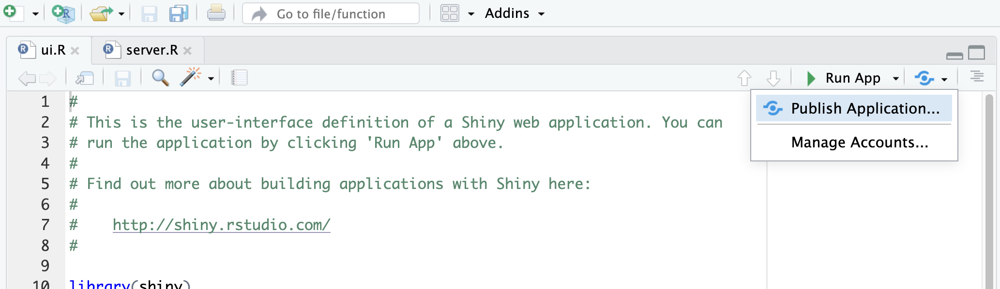 Go to file/function
Addins
ui.R
server.R
Run App
Publish Application...
Manage Accounts...
1 #
2 # This is the user-interface definition of a Shiny web application. You can
3 # run the application by clicking 'Run App' above.
4 #
5 # Find out more about building applications with Shiny here:
6 #
7 #    http://shiny.rstudio.com/
8 #
9
10 library(shiny)